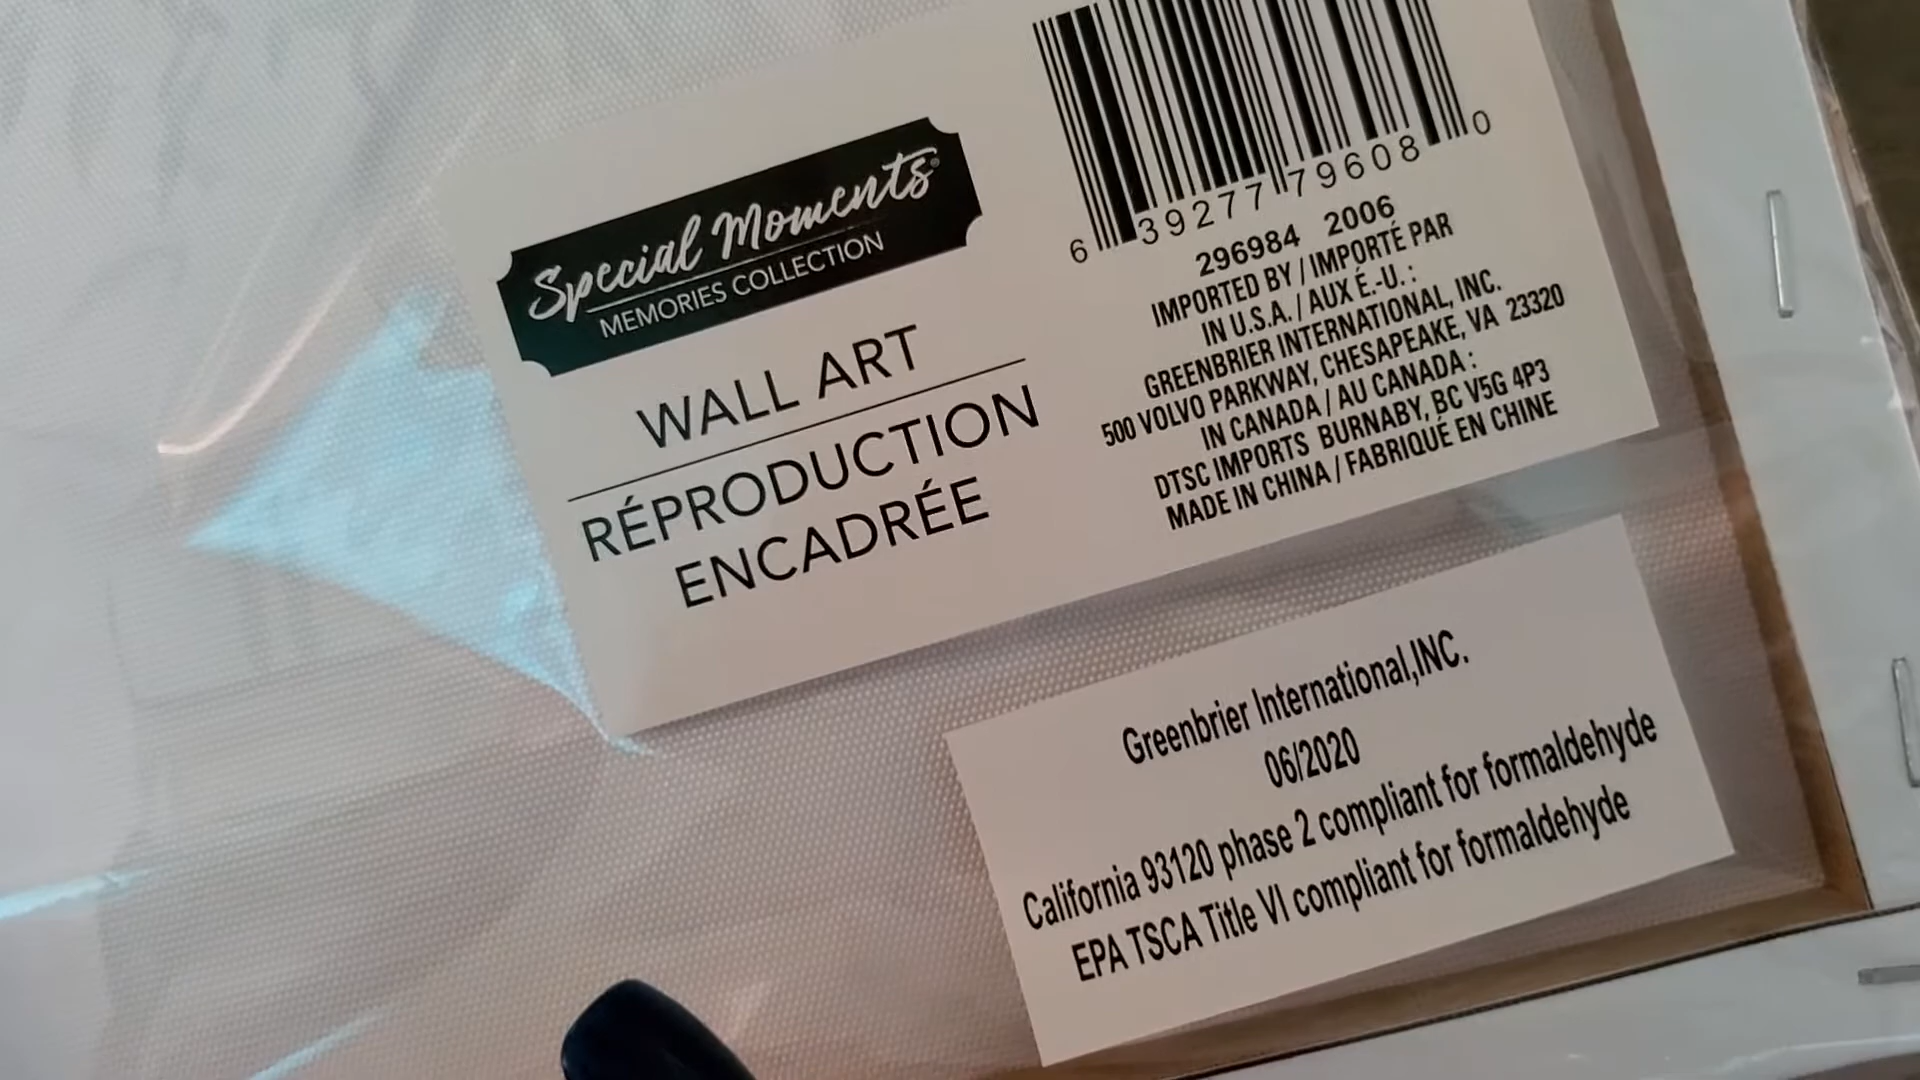 Special Moments®
MEMORIES COLLECTION
WALL ART
RÉPRODUCTION
ENCADRÉE
6 39277 79608 0
296984 2006
IMPORTED BY / IMPORTÉ PAR
IN U.S.A. / AUX É.-U. :
GREENBRIER INTERNATIONAL, INC.
500 VOLVO PARKWAY, CHESAPEAKE, VA 23320
IN CANADA / AU CANADA :
DTSC IMPORTS BURNABY, BC V5G 4P3
MADE IN CHINA / FABRIQUÉ EN CHINE
Greenbrier International,INC.
06/2020
California 93120 phase 2 compliant for formaldehyde
EPA TSCA Title VI compliant for formaldehyde